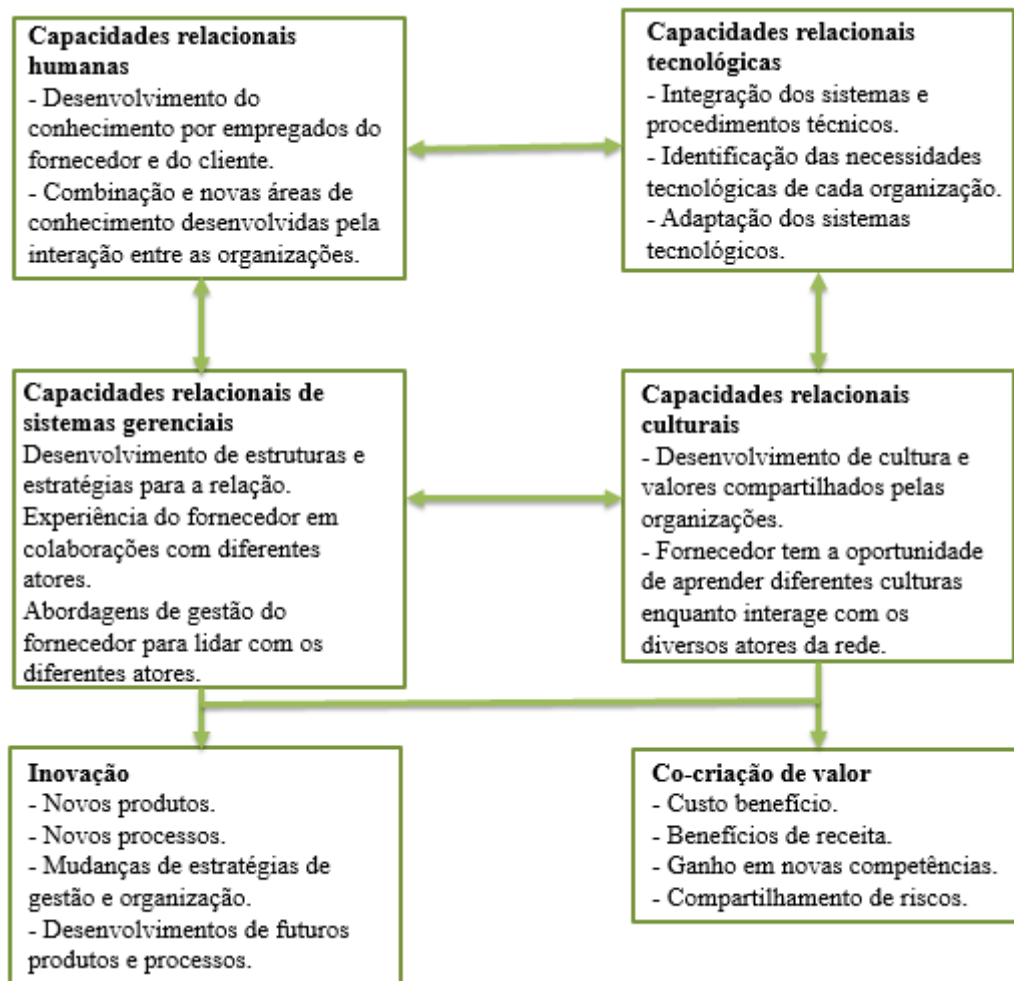 Capacidades relacionais
humanas
- Desenvolvimento do
conhecimento por empregados do
fornecedor e do cliente.
- Combinação e novas áreas de
conhecimento desenvolvidas pela
interação entre as organizações.
Capacidades relacionais
tecnológicas
- Integração dos sistemas e
procedimentos técnicos.
- Identificação das necessidades
tecnológicas de cada organização.
- Adaptação dos sistemas
tecnológicos.
Capacidades relacionais de
sistemas gerenciais
Desenvolvimento de estruturas e
estratégias para a relação.
Experiência do fornecedor em
colaborações com diferentes
atores.
Abordagens de gestão do
fornecedor para lidar com os
diferentes atores.
Capacidades relacionais
culturais
- Desenvolvimento de cultura e
valores compartilhados pelas
organizações.
- Fornecedor tem a oportunidade
de aprender diferentes culturas
enquanto interage com os
diversos atores da rede.
Inovação
- Novos produtos.
- Novos processos.
- Mudanças de estratégias de
gestão e organização.
- Desenvolvimentos de futuros
produtos e processos.
Co-criação de valor
- Custo benefício.
- Benefícios de receita.
- Ganho em novas competências.
- Compartilhamento de riscos.